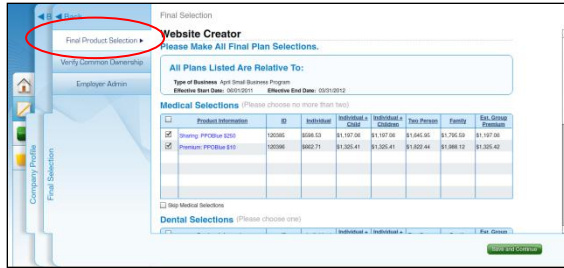 Back
Final Selection
Final Product Selection ▸
Website Creator
Please Make All Final Plan Selections.
Verify Common Ownership
All Plans Listed Are Relative To:
Employer Admin
Type of Business April Small Business Program
Effective Start Date: 06/01/2011 Effective End Date: 03/31/2012
Medical Selections (Please choose no more than two)
Product Information ID Individual Individual + Child Individual + Children Two Person Family Est. Group Premium
Sharing: PPOBlue $250 120395 $598.53 $1,197.06 $1,197.06 $1,645.95 $1,795.59 $1,197.06
Premium: PPOBlue $10 120396 $662.71 $1,325.41 $1,325.41 $1,822.44 $1,988.12 $1,325.42
Skip Medical Selections
Dental Selections (Please choose one)
Individual + Individual + Est. Group
Save and Continue
Company Profile
Final Selection